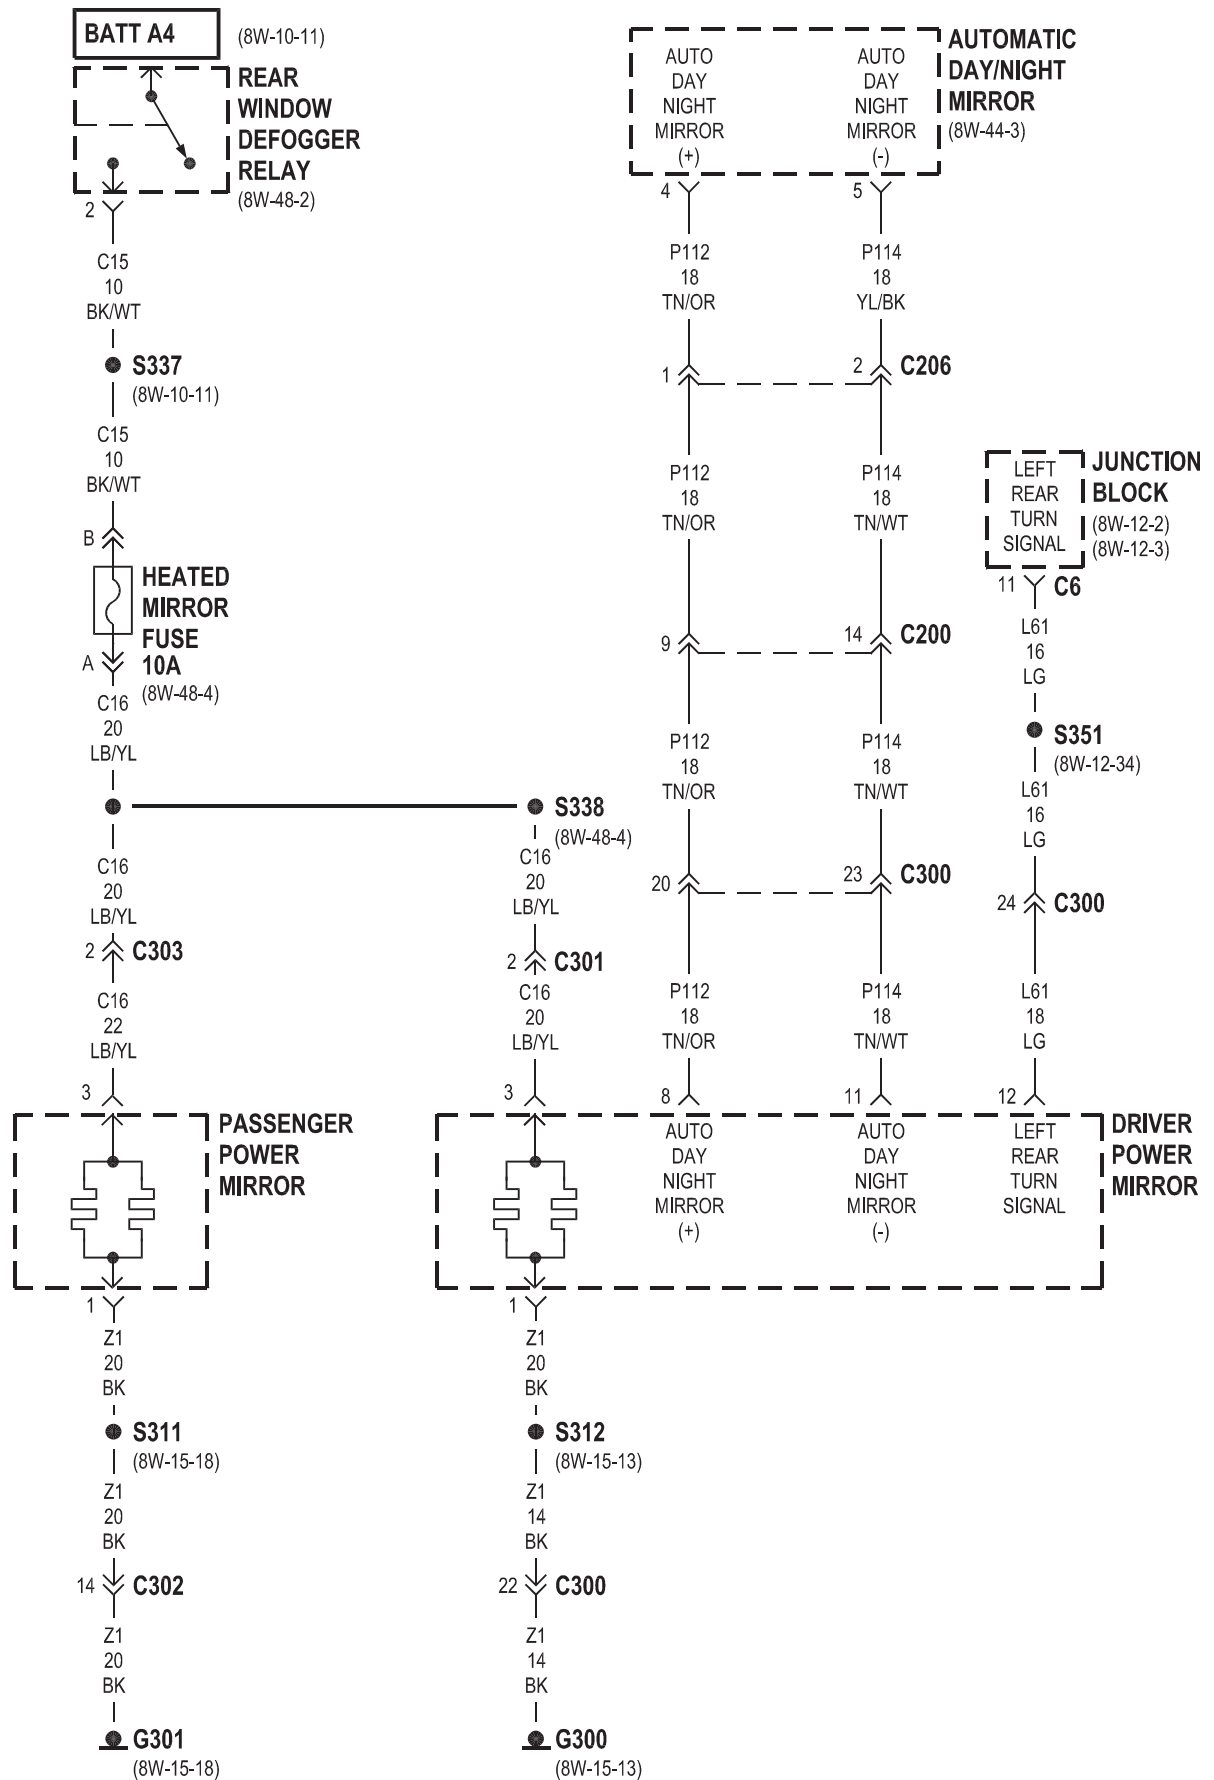 BATT A4
(8W-10-11)
REAR
WINDOW
DEFOGGER
RELAY
(8W-48-2)
2
C15
10
BK/WT
S337
(8W-10-11)
C15
10
BK/WT
B
HEATED
MIRROR
FUSE
10A
(8W-48-4)
A
C16
20
LB/YL
S338
(8W-48-4)
C16
20
LB/YL
2
C303
C16
22
LB/YL
3
PASSENGER
POWER
MIRROR
1
Z1
20
BK
S311
(8W-15-18)
Z1
20
BK
14
C302
Z1
20
BK
G301
(8W-15-18)
C16
20
LB/YL
2
C301
C16
20
LB/YL
3
1
Z1
20
BK
S312
(8W-15-13)
Z1
14
BK
22
C300
Z1
14
BK
G300
(8W-15-13)
AUTO
DAY
NIGHT
MIRROR
(+)
AUTO
DAY
NIGHT
MIRROR
(-)
AUTOMATIC
DAY/NIGHT
MIRROR
(8W-44-3)
4
5
P112
18
TN/OR
P114
18
YL/BK
1
2
C206
P112
18
TN/OR
P114
18
TN/WT
9
14
C200
P112
18
TN/OR
P114
18
TN/WT
20
23
C300
P112
18
TN/OR
P114
18
TN/WT
8
11
AUTO
DAY
NIGHT
MIRROR
(+)
AUTO
DAY
NIGHT
MIRROR
(-)
LEFT
REAR
TURN
SIGNAL
JUNCTION
BLOCK
(8W-12-2)
(8W-12-3)
11
C6
L61
16
LG
S351
(8W-12-34)
L61
16
LG
24
C300
L61
18
LG
12
LEFT
REAR
TURN
SIGNAL
DRIVER
POWER
MIRROR